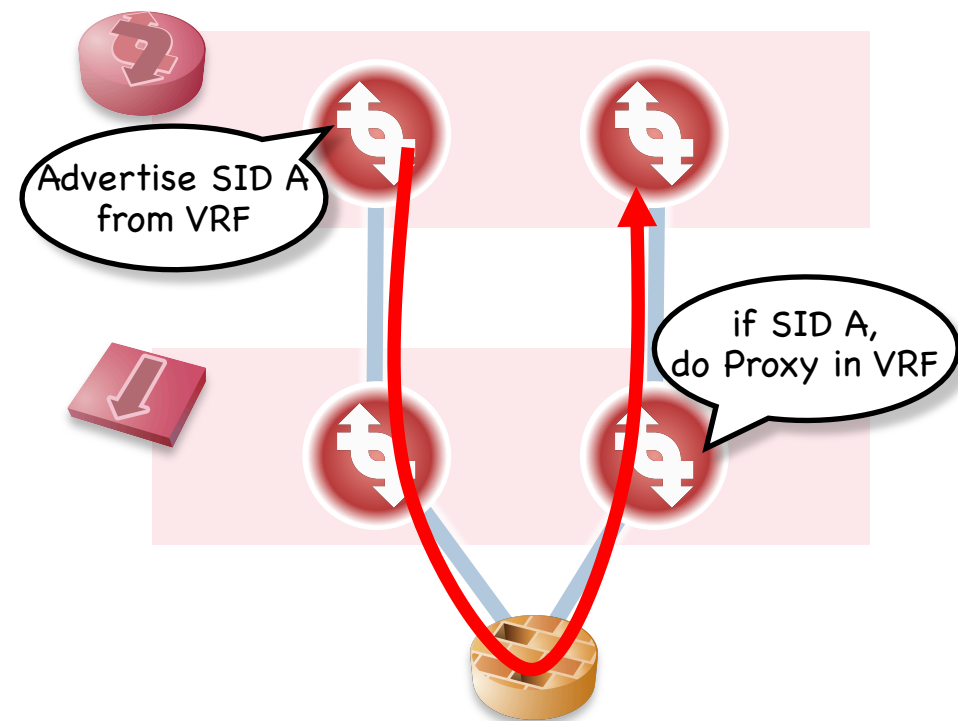 Advertise SID A
from VRF
if SID A,
do Proxy in VRF